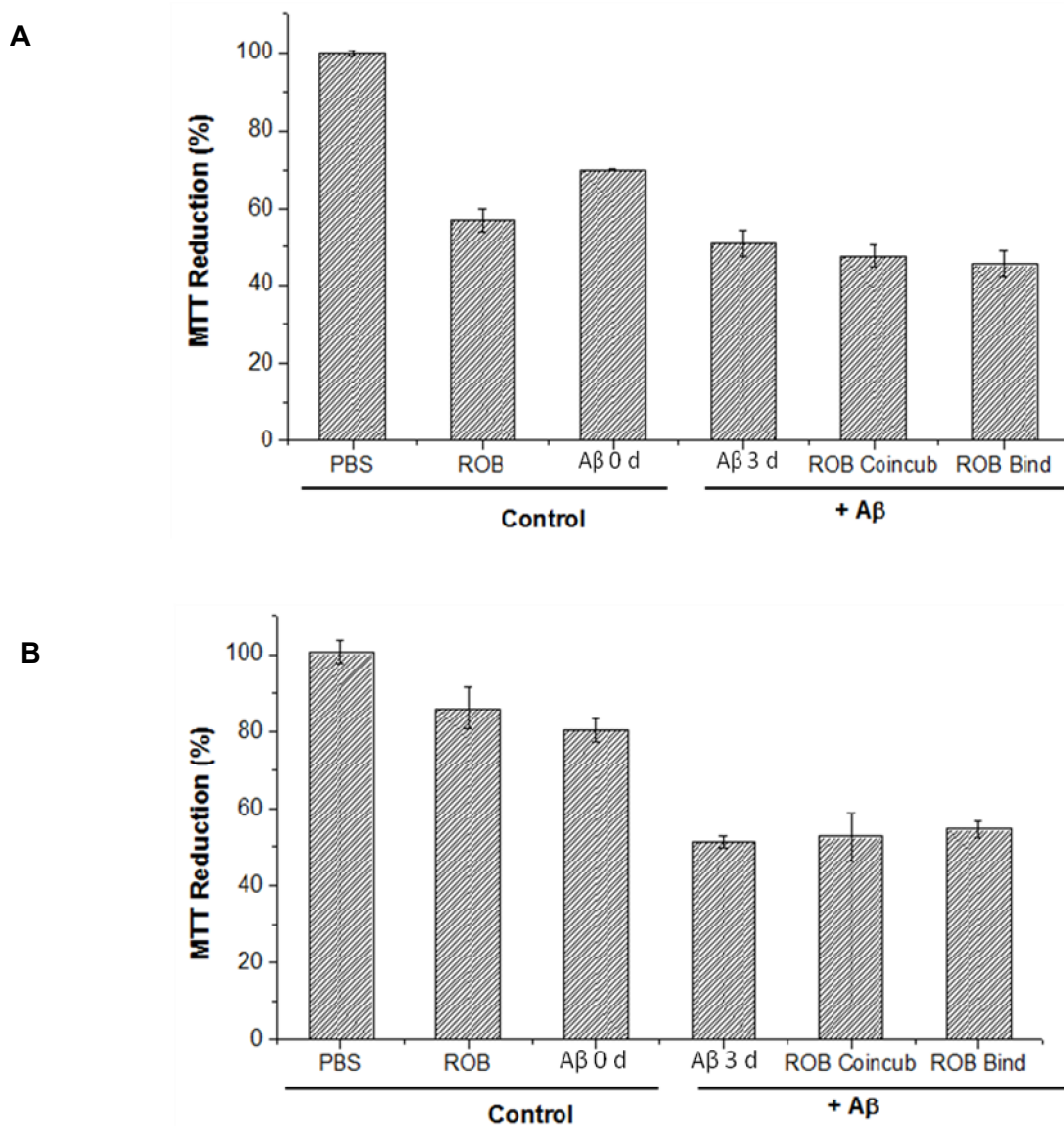 A
MTT Reduction (%)
100
80
60
40
20
0
PBS ROB Aβ 0 d Aβ 3 d ROB Coincub ROB Bind
Control + Aβ
B
MTT Reduction (%)
100
80
60
40
20
0
PBS ROB Aβ 0 d Aβ 3 d ROB Coincub ROB Bind
Control + Aβ